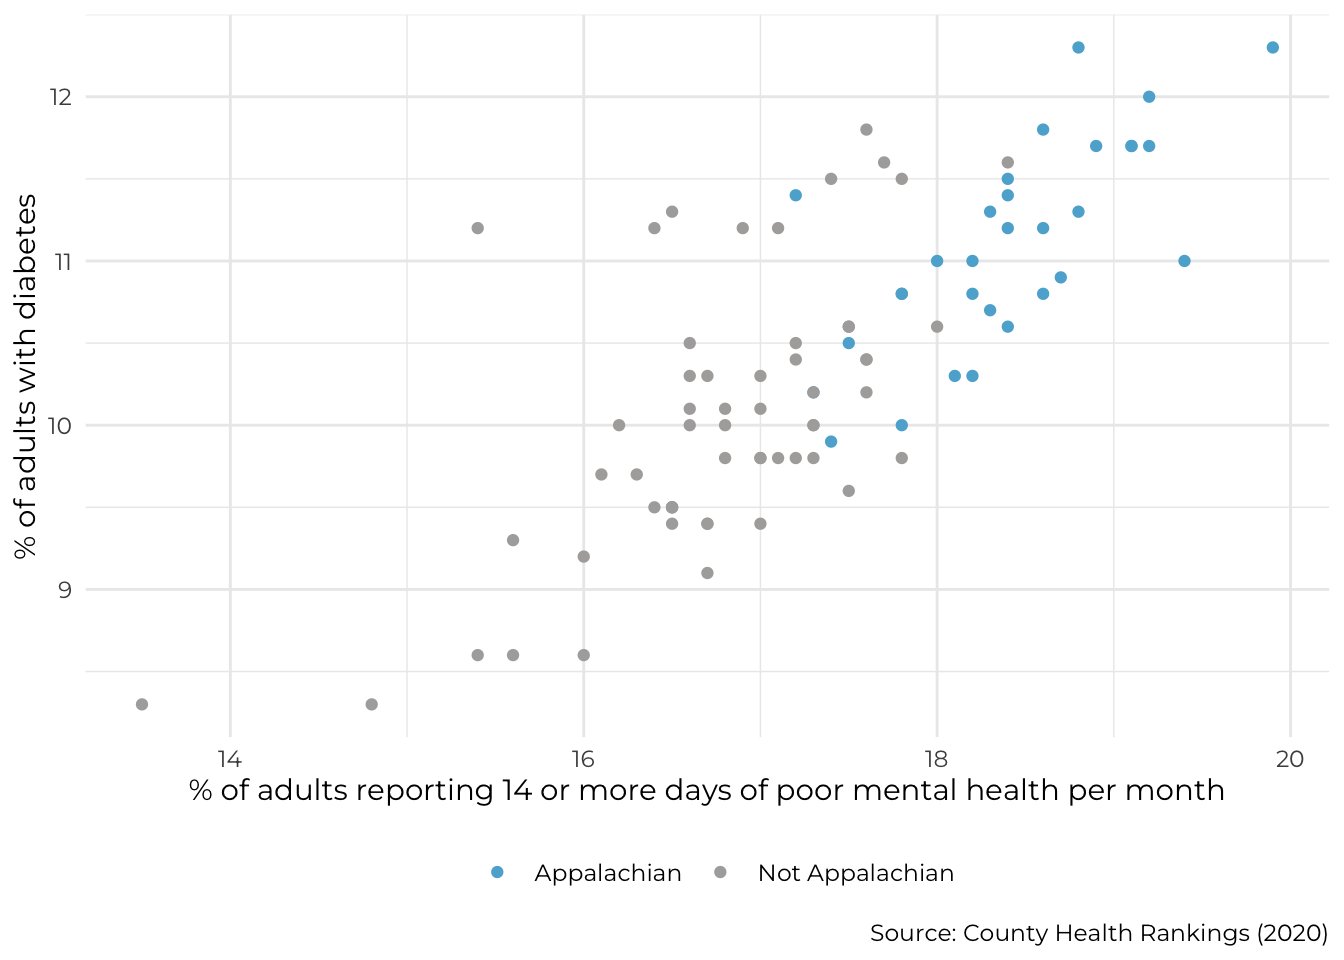 12
11
10
9
% of adults with diabetes
14 16 18 20
% of adults reporting 14 or more days of poor mental health per month
Appalachian Not Appalachian
Source: County Health Rankings (2020)